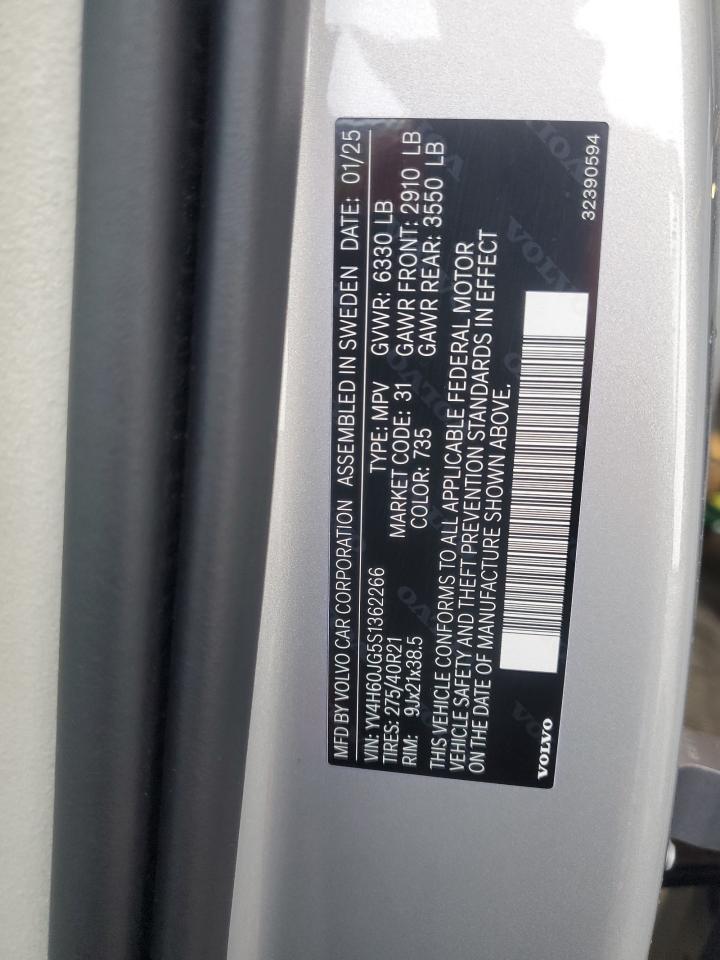 MFD BY VOLVO CAR CORPORATION ASSEMBLED IN SWEDEN DATE: 01/25
VIN: YV4H60JG5S1362266 TYPE: MPV GVWR: 6330 LB
TIRES: 275/40R21 MARKET CODE: 31 GAWR FRONT: 2910 LB
RIM: 9Jx21x38.5 COLOR: 735 GAWR REAR: 3550 LB
THIS VEHICLE CONFORMS TO ALL APPLICABLE FEDERAL MOTOR
VEHICLE SAFETY AND THEFT PREVENTION STANDARDS IN EFFECT
ON THE DATE OF MANUFACTURE SHOWN ABOVE.
VOLVO 32390594